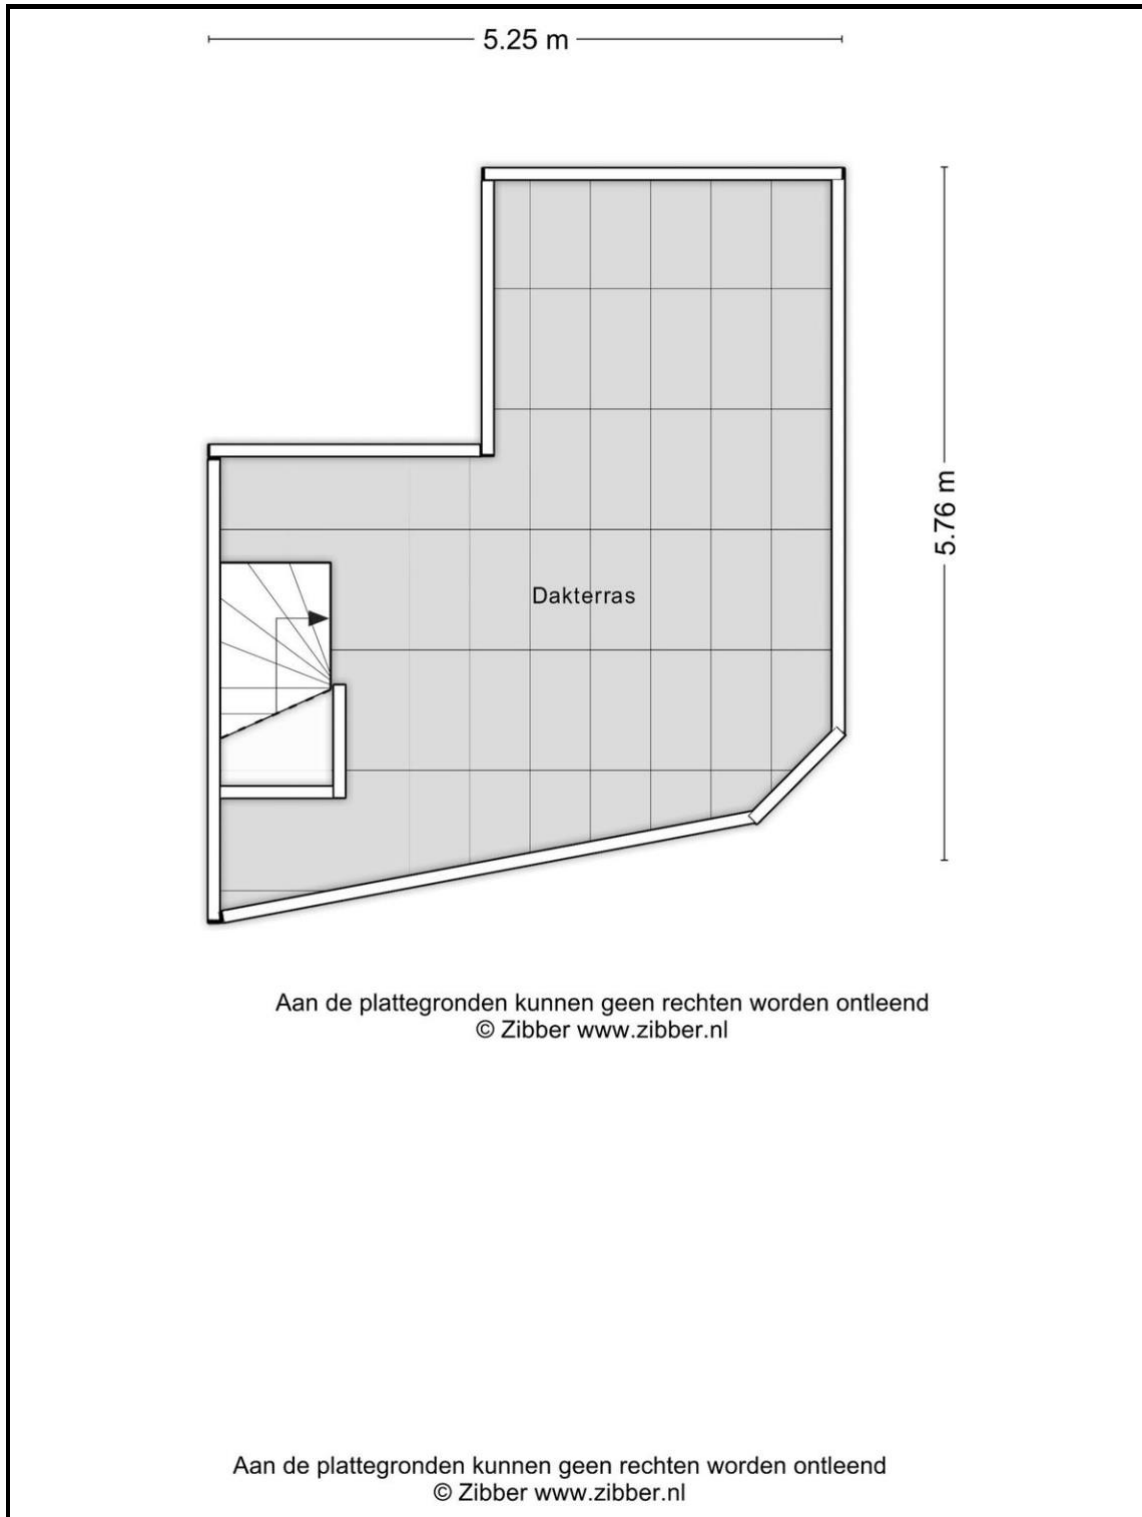 5.25 m
5.76 m
Dakterras
Aan de plattegronden kunnen geen rechten worden ontleend
© Zibber www.zibber.nl
Aan de plattegronden kunnen geen rechten worden ontleend
© Zibber www.zibber.nl